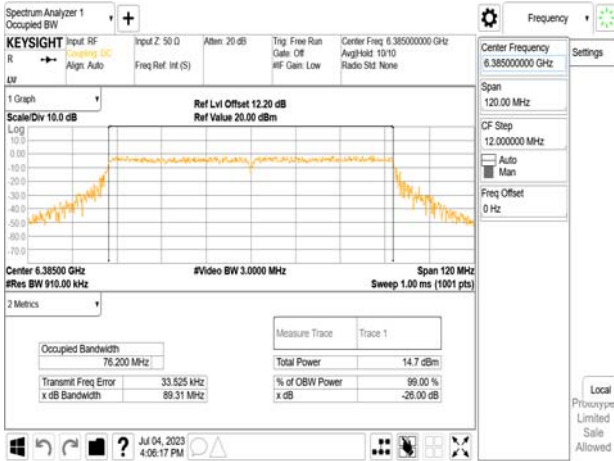 Spectrum Analyzer 1
Occupied BW
Frequency
KEYSIGHT
R
Input: RF
Coupling: DC
Align: Auto
Input Z: 50 Ω
Freq Ref: Int (S)
Atten: 20 dB
Trig: Free Run
Gate: Off
#IF Gain: Low
Center Freq: 6.385000000 GHz
Avg|Hold: 10/10
Radio Std: None
1 Graph
Scale/Div 10.0 dB
Ref Lvl Offset 12.20 dB
Ref Value 20.00 dBm
Log
10.0
0.00
-10.0
-20.0
-30.0
-40.0
-50.0
-60.0
-70.0
Center 6.38500 GHz
#Res BW 910.00 kHz
#Video BW 3.0000 MHz
Span 120 MHz
Sweep 1.00 ms (1001 pts)
2 Metrics
Measure Trace Trace 1
Occupied Bandwidth
76.200 MHz
Total Power 14.7 dBm
Transmit Freq Error 33.525 kHz
% of OBW Power 99.00 %
x dB Bandwidth 89.31 MHz
x dB -26.00 dB
Center Frequency
6.385000000 GHz
Settings
Span
120.00 MHz
CF Step
12.000000 MHz
Auto
Man
Freq Offset
0 Hz
Local
Prototype
Limited
Sale
Allowed
?
Jul 04, 2023
4:06:17 PM